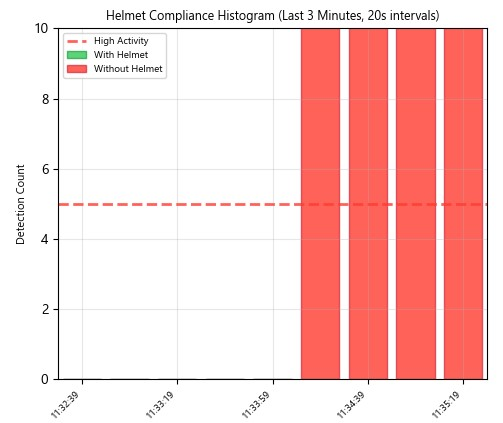 Helmet Compliance Histogram (Last 3 Minutes, 20s intervals)
High Activity
With Helmet
Without Helmet
Detection Count
10
8
6
4
2
0
11:32:39
11:33:19
11:33:59
11:34:39
11:35:19